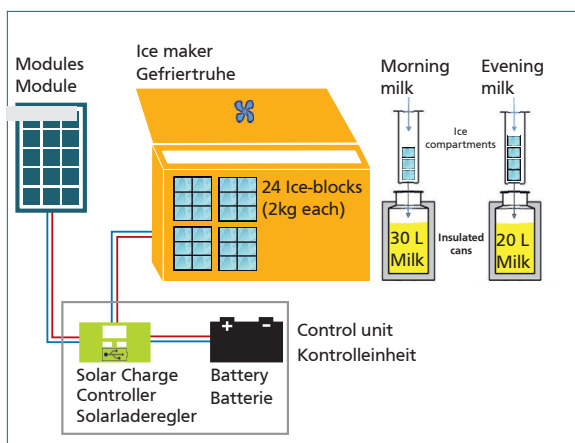 Modules
Module
Ice maker
Gefriertruhe
Morning
milk
Evening
milk
Ice
compartments
24 Ice-blocks
(2kg each)
30 L
Milk
Insulated
cans
20 L
Milk
Solar Charge
Controller
Solarladeregler
+ -
Battery
Batterie
Control unit
Kontrolleinheit